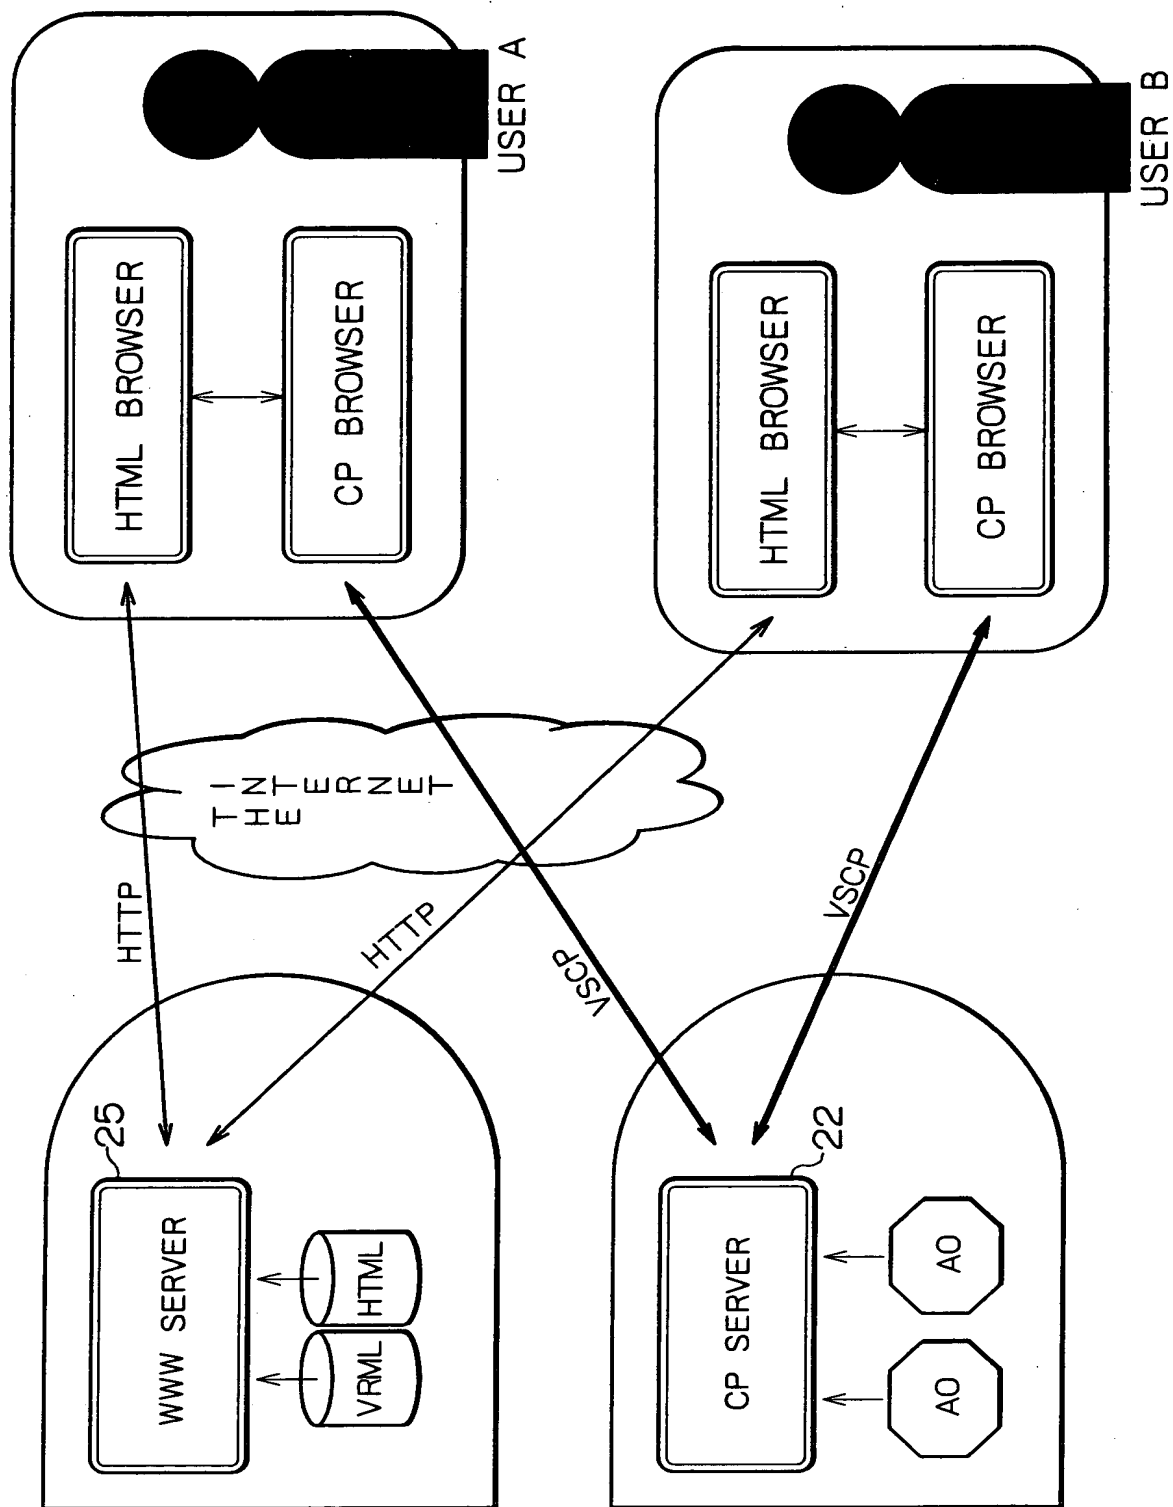 WWW SERVER
25
VRML
HTML
CP SERVER
22
AO
AO
HTTP
HTTP
VSCP
VSCP
THE
INTERNET
HTML BROWSER
CP BROWSER
USER A
HTML BROWSER
CP BROWSER
USER B